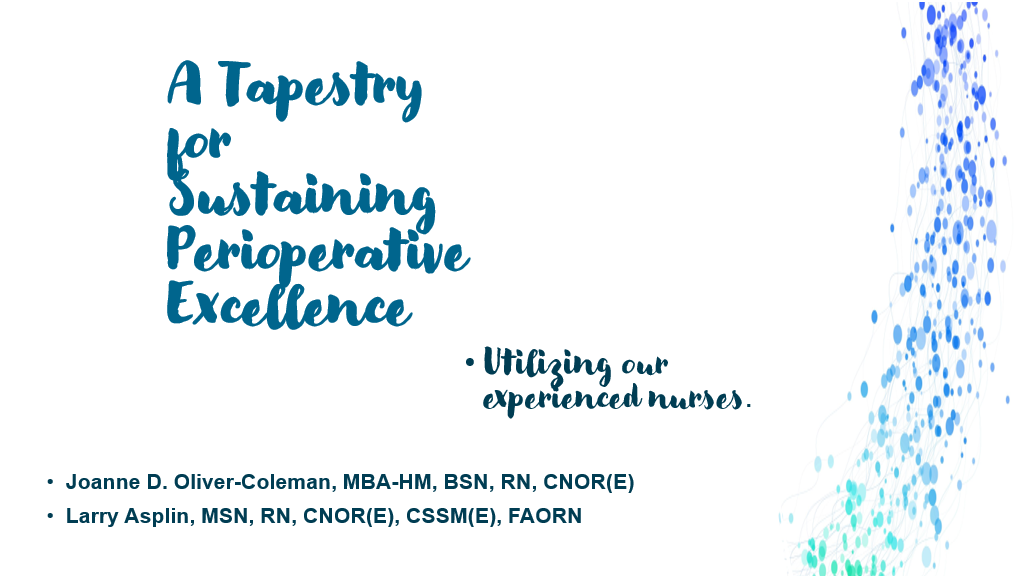 A Tapestry
for
Sustaining
Perioperative
Excellence
• Utilizing our
experienced nurses.
• Joanne D. Oliver-Coleman, MBA-HM, BSN, RN, CNOR(E)
• Larry Asplin, MSN, RN, CNOR(E), CSSM(E), FAORN